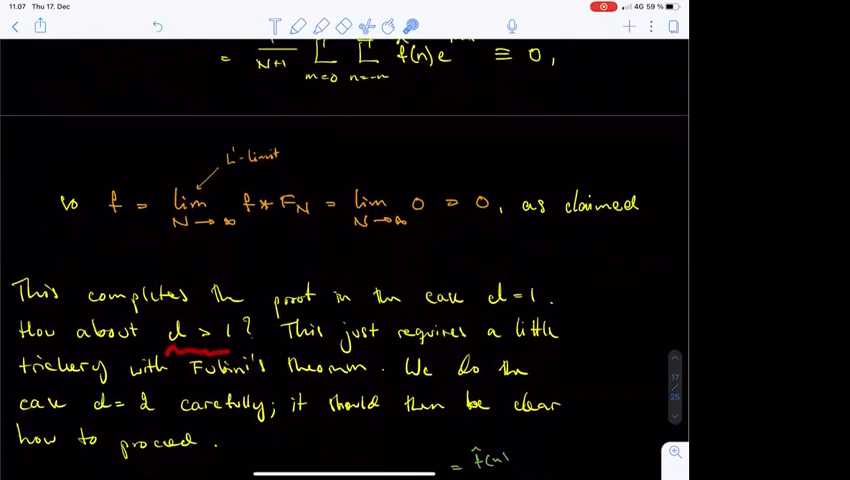 11.07 Thu 17. Dec
4G 59 %
= 1/N+1 Σ m=0 Σ n=-m f̂(n) e ≡ 0,
L¹-limit
so f = lim N→∞ f * F_N = lim N→∞ 0 = 0, as claimed
This completes the proof in the case d=1.
How about d > 1? This just requires a little
trickery with Fubini's theorem. We do the
case d=2 carefully; it should then be clear
how to proceed.
= f̂(n)
17
25